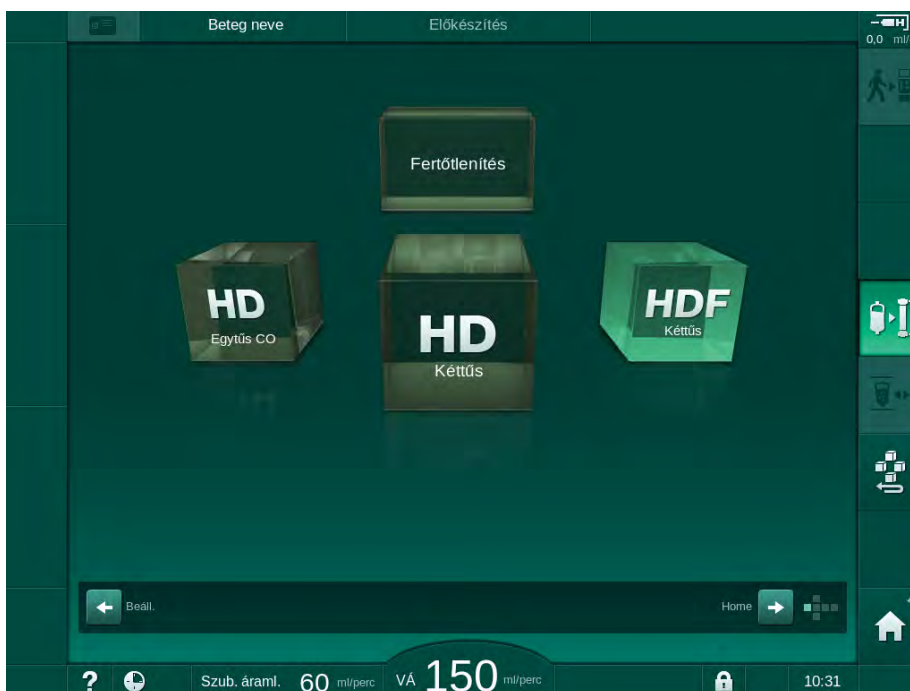 Beteg neve
Előkészítés
H
0,0 ml/
Fertőtlenítés
HD
Egytűs CO
HD
Kéttűs
HDF
Kéttűs
Beáll.
Home
? Szub. áraml. 60 ml/perc VÁ 150 ml/perc 10:31